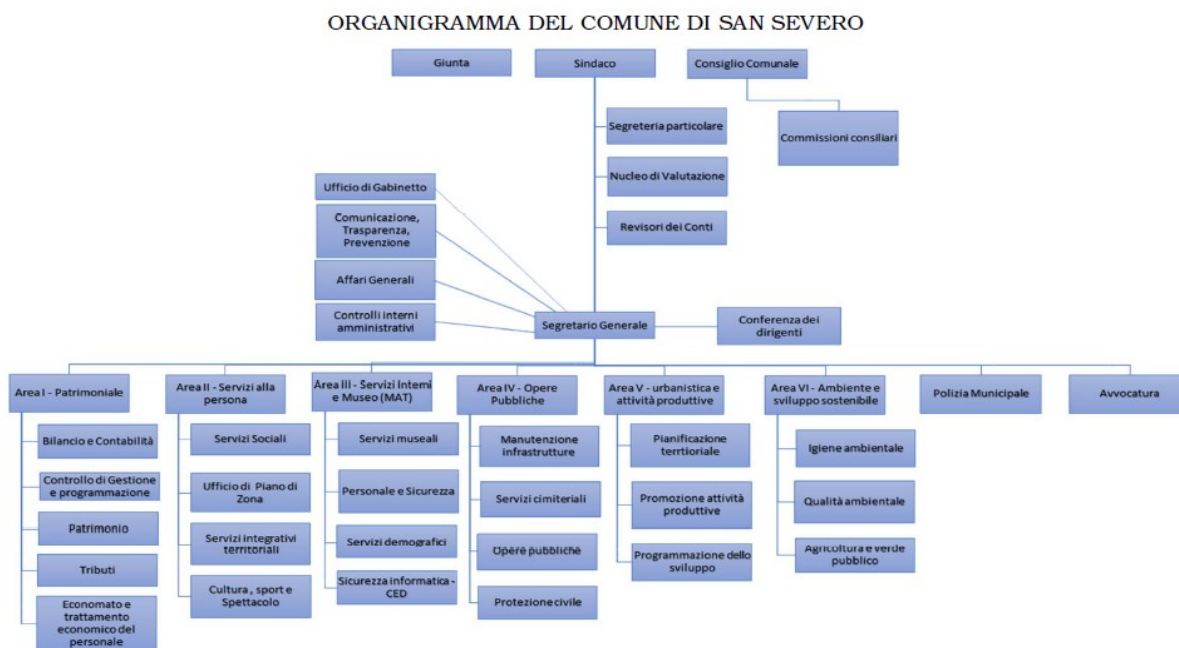 ORGANIGRAMMA DEL COMUNE DI SAN SEVERO
Giunta
Sindaco
Consiglio Comunale
Segreteria particolare
Commissioni consiliari
Nucleo di Valutazione
Revisori dei Conti
Ufficio di Gabinetto
Comunicazione,
Trasparenza,
Prevenzione
Affari Generali
Controlli interni
amministrativi
Segretario Generale
Conferenza dei
dirigenti
Area I - Patrimoniale
Bilancio e Contabilità
Controllo di Gestione
e programmazione
Patrimonio
Tributi
Economato e
trattamento
economico del
personale
Area II - Servizi alla
persona
Servizi Sociali
Ufficio di Piano di
Zona
Servizi integrativi
territoriali
Cultura , sport e
Spettacolo
Area III - Servizi Interni
e Museo (MAT)
Servizi museali
Personale e Sicurezza
Servizi demografici
Sicurezza informatica -
CED
Area IV - Opere
Pubbliche
Manutenzione
infrastrutture
Servizi cimiteriali
Opere pubbliche
Protezione civile
Area V - urbanistica e
attività produttive
Pianificazione
terrtioriale
Promozione attività
produttive
Programmazione dello
sviluppo
Area VI - Ambiente e
sviluppo sostenibile
Igiene ambientale
Qualità ambientale
Agricoltura e verde
pubblico
Polizia Municipale
Avvocatura